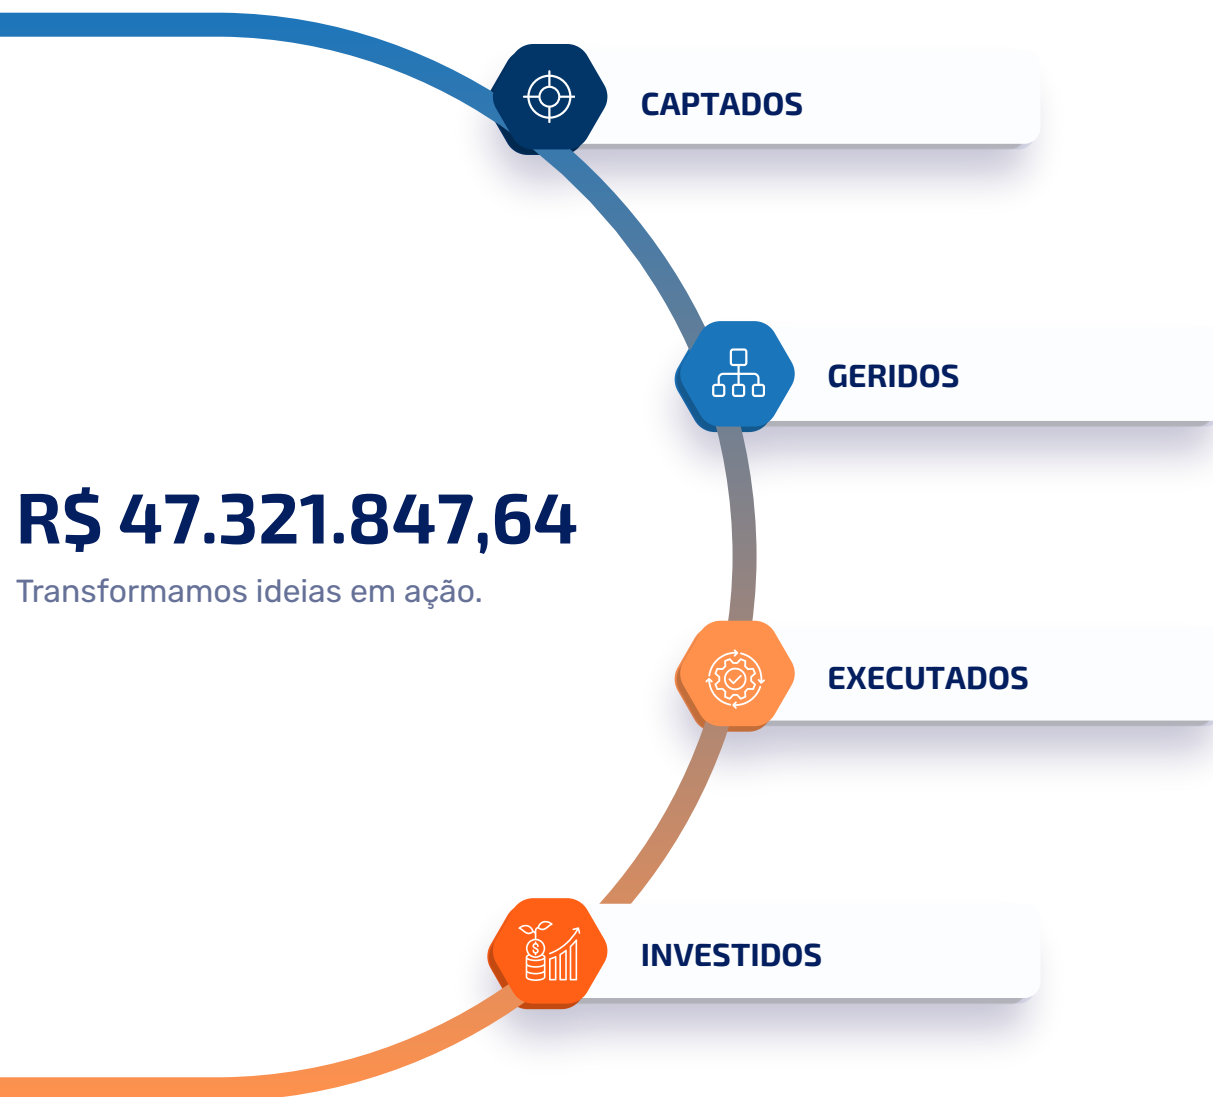 CAPTADOS
GERIDOS
R$ 47.321.847,64
Transformamos ideias em ação.
EXECUTADOS
INVESTIDOS